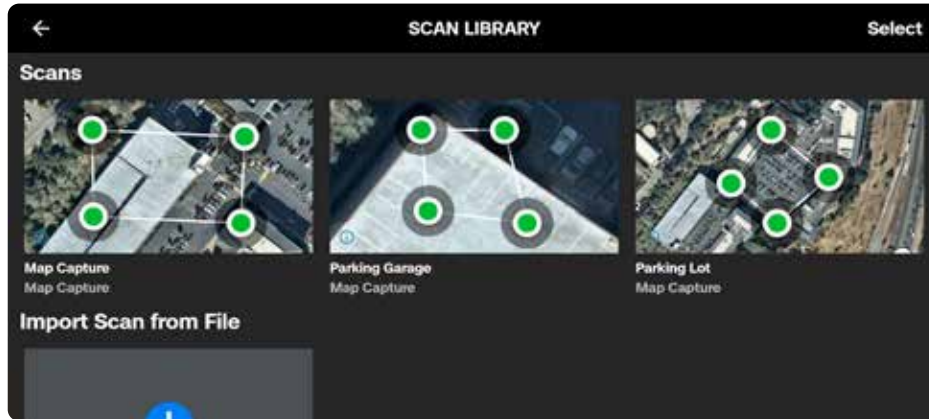 SCAN LIBRARY Select
Scans
Map Capture Parking Garage Parking Lot
Map Capture Map Capture Map Capture
Import Scan from File